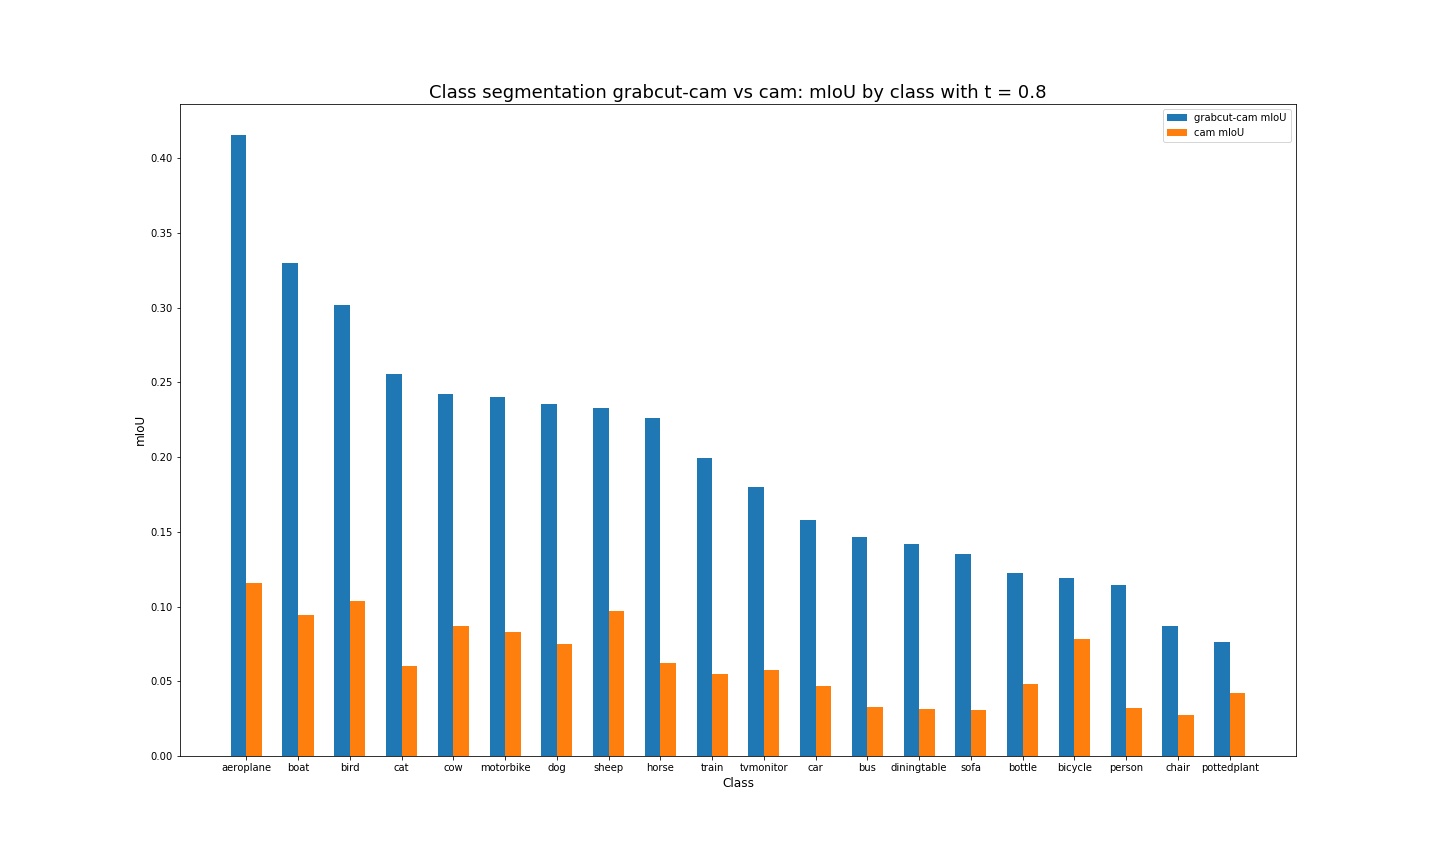 Class segmentation grabcut-cam vs cam: mIoU by class with t = 0.8
grabcut-cam mIoU
cam mIoU
0.40
0.35
0.30
0.25
0.20
0.15
0.10
0.05
0.00
mIoU
aeroplane boat bird cat cow motorbike dog sheep horse train tvmonitor car bus diningtable sofa bottle bicycle person chair pottedplant
Class